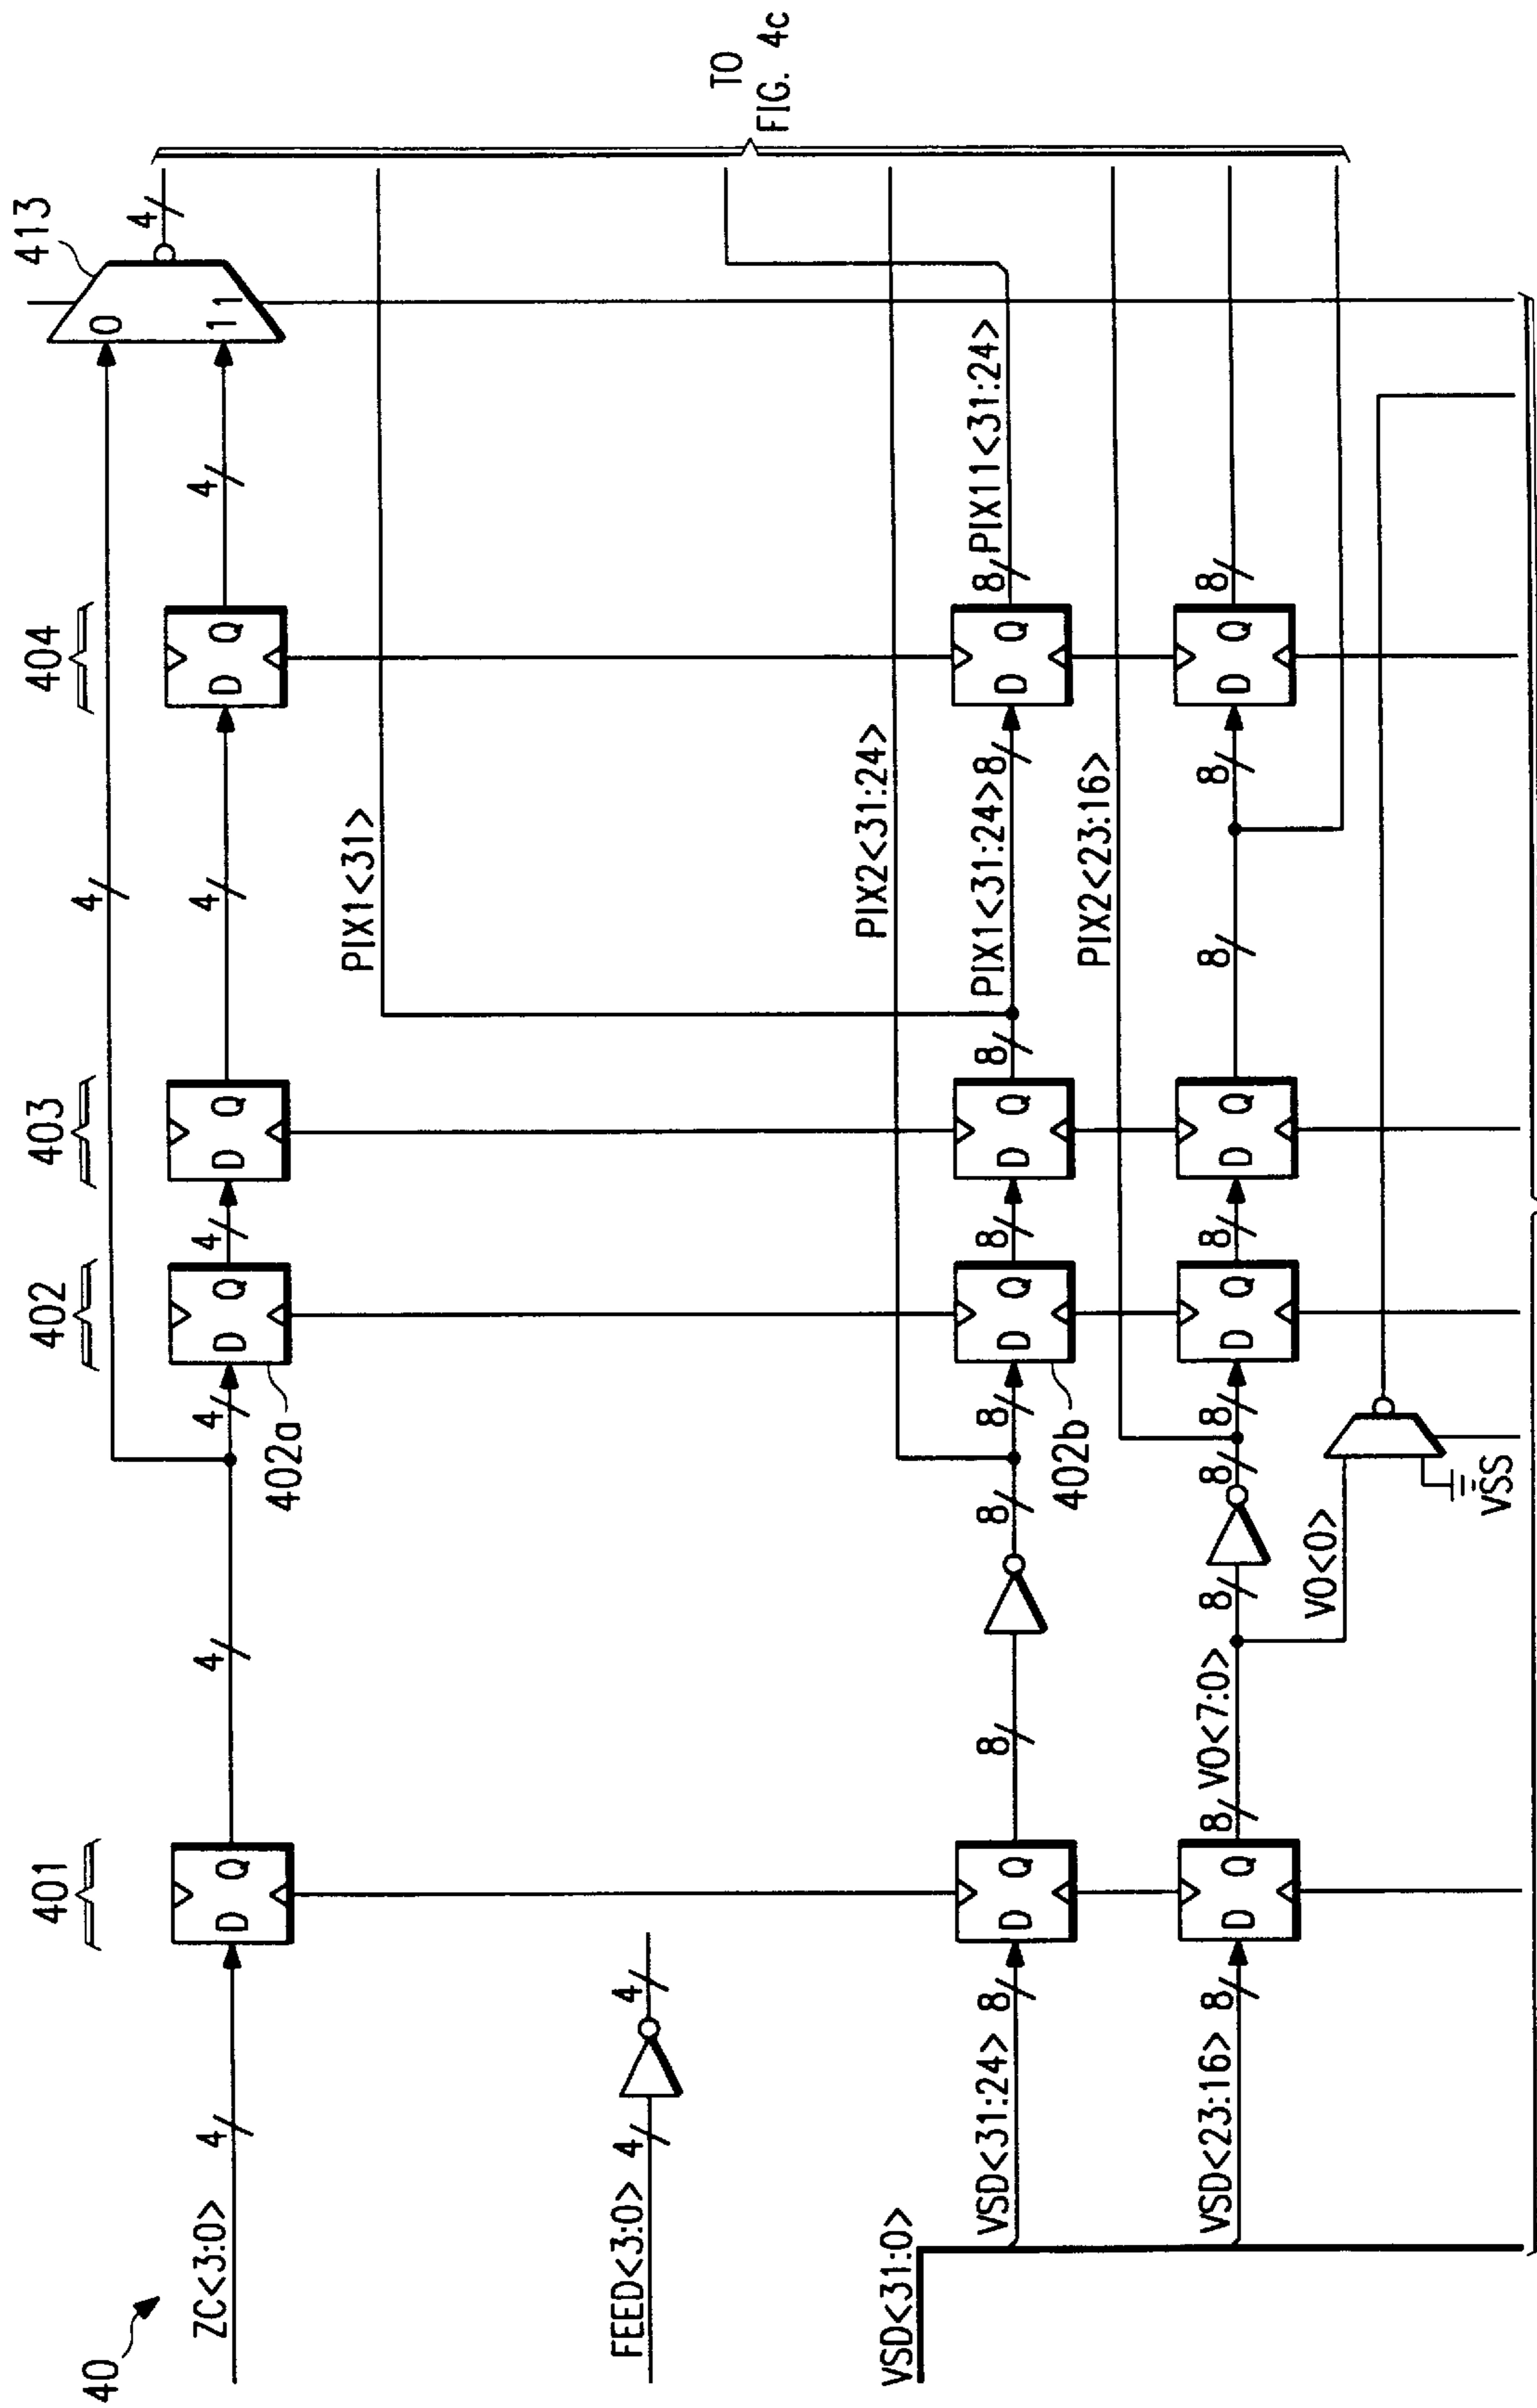 40
401
402
403
404
413
ZC<3:0>
4
D Q
4
4
402a
D Q
4
D Q
4
D Q
4
4
0
1 1
4
FEED<3:0>
4
4
PIX1<31>
VSD<31:0>
VSD<31:24>
8
D Q
8
8
8
402b
D Q
8
D Q
8
PIX1<31:24>
8
D Q
8
PIX11<31:24>
PIX2<31:24>
PIX2<23:16>
VSD<23:16>
8
D Q
8
VO<7:0>
8
8
8
D Q
8
D Q
8
8
D Q
8
VO<0>
VSS
TO
FIG. 4c